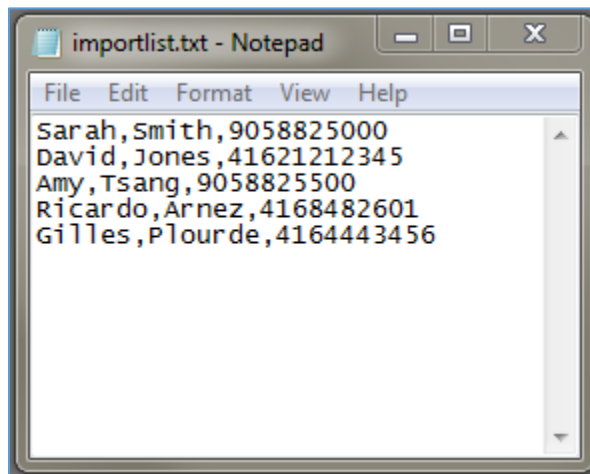 importlist.txt - Notepad
File Edit Format View Help
Sarah,Smith,9058825000
David,Jones,41621212345
Amy,Tsang,9058825500
Ricardo,Arnez,4168482601
Gilles,Plourde,4164443456